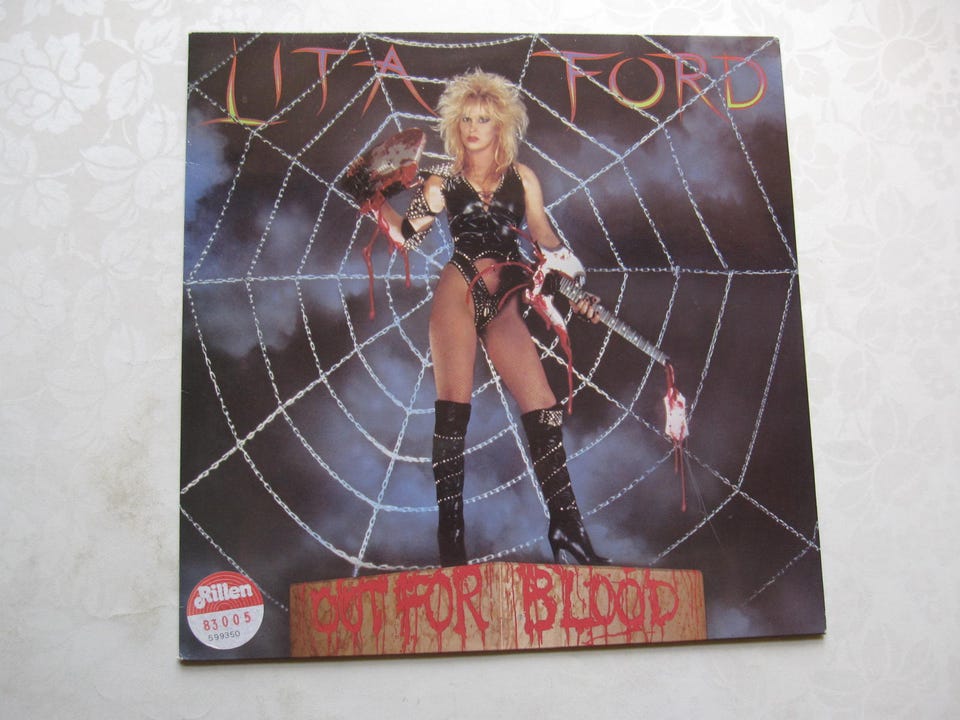 LITA FORD
OUT FOR BLOOD
Rillen
83005
599350